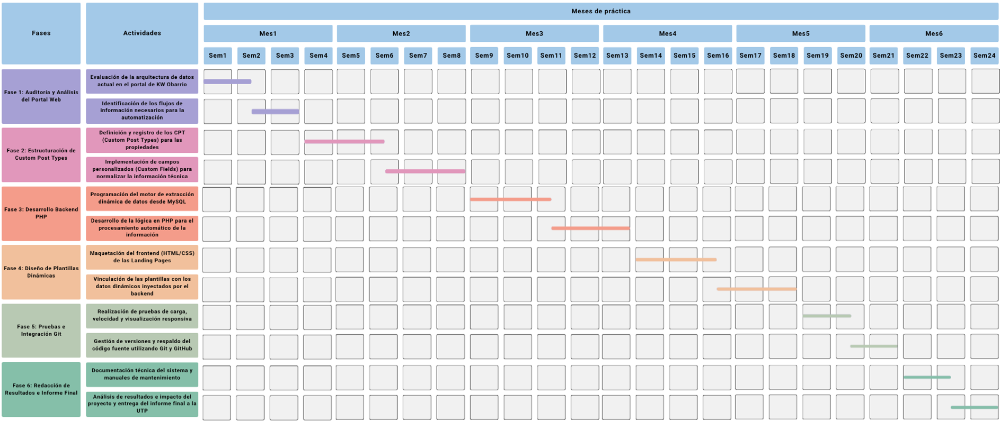 Fases
Actividades
Meses de práctica
Mes1
Mes2
Mes3
Mes4
Mes5
Mes6
Sem1
Sem2
Sem3
Sem4
Sem5
Sem6
Sem7
Sem8
Sem9
Sem10
Sem11
Sem12
Sem13
Sem14
Sem15
Sem16
Sem17
Sem18
Sem19
Sem20
Sem21
Sem22
Sem23
Sem24
Fase 1: Auditoría y Análisis
del Portal Web
Evaluación de la arquitectura de datos
actual en el portal de KW Obarrio
Identificación de los flujos de
información necesarios para la
automatización
Fase 2: Estructuración de
Custom Post Types
Definición y registro de los CPT
(Custom Post Types) para las
propiedades
Implementación de campos
personalizados (Custom Fields) para
normalizar la información técnica
Fase 3: Desarrollo Backend
PHP
Programación del motor de extracción
dinámica de datos desde MySQL
Desarrollo de la lógica en PHP para el
procesamiento automático de la
información
Fase 4: Diseño de Plantillas
Dinámicas
Maquetación del frontend (HTML/CSS)
de las Landing Pages
Vinculación de las plantillas con los
datos dinámicos inyectados por el
backend
Fase 5: Pruebas e
Integración Git
Realización de pruebas de carga,
velocidad y visualización responsiva
Gestión de versiones y respaldo del
código fuente utilizando Git y GitHub
Fase 6: Redacción de
Resultados e Informe Final
Documentación técnica del sistema y
manuales de mantenimiento
Análisis de resultados e impacto del
proyecto y entrega del informe final a la
UTP